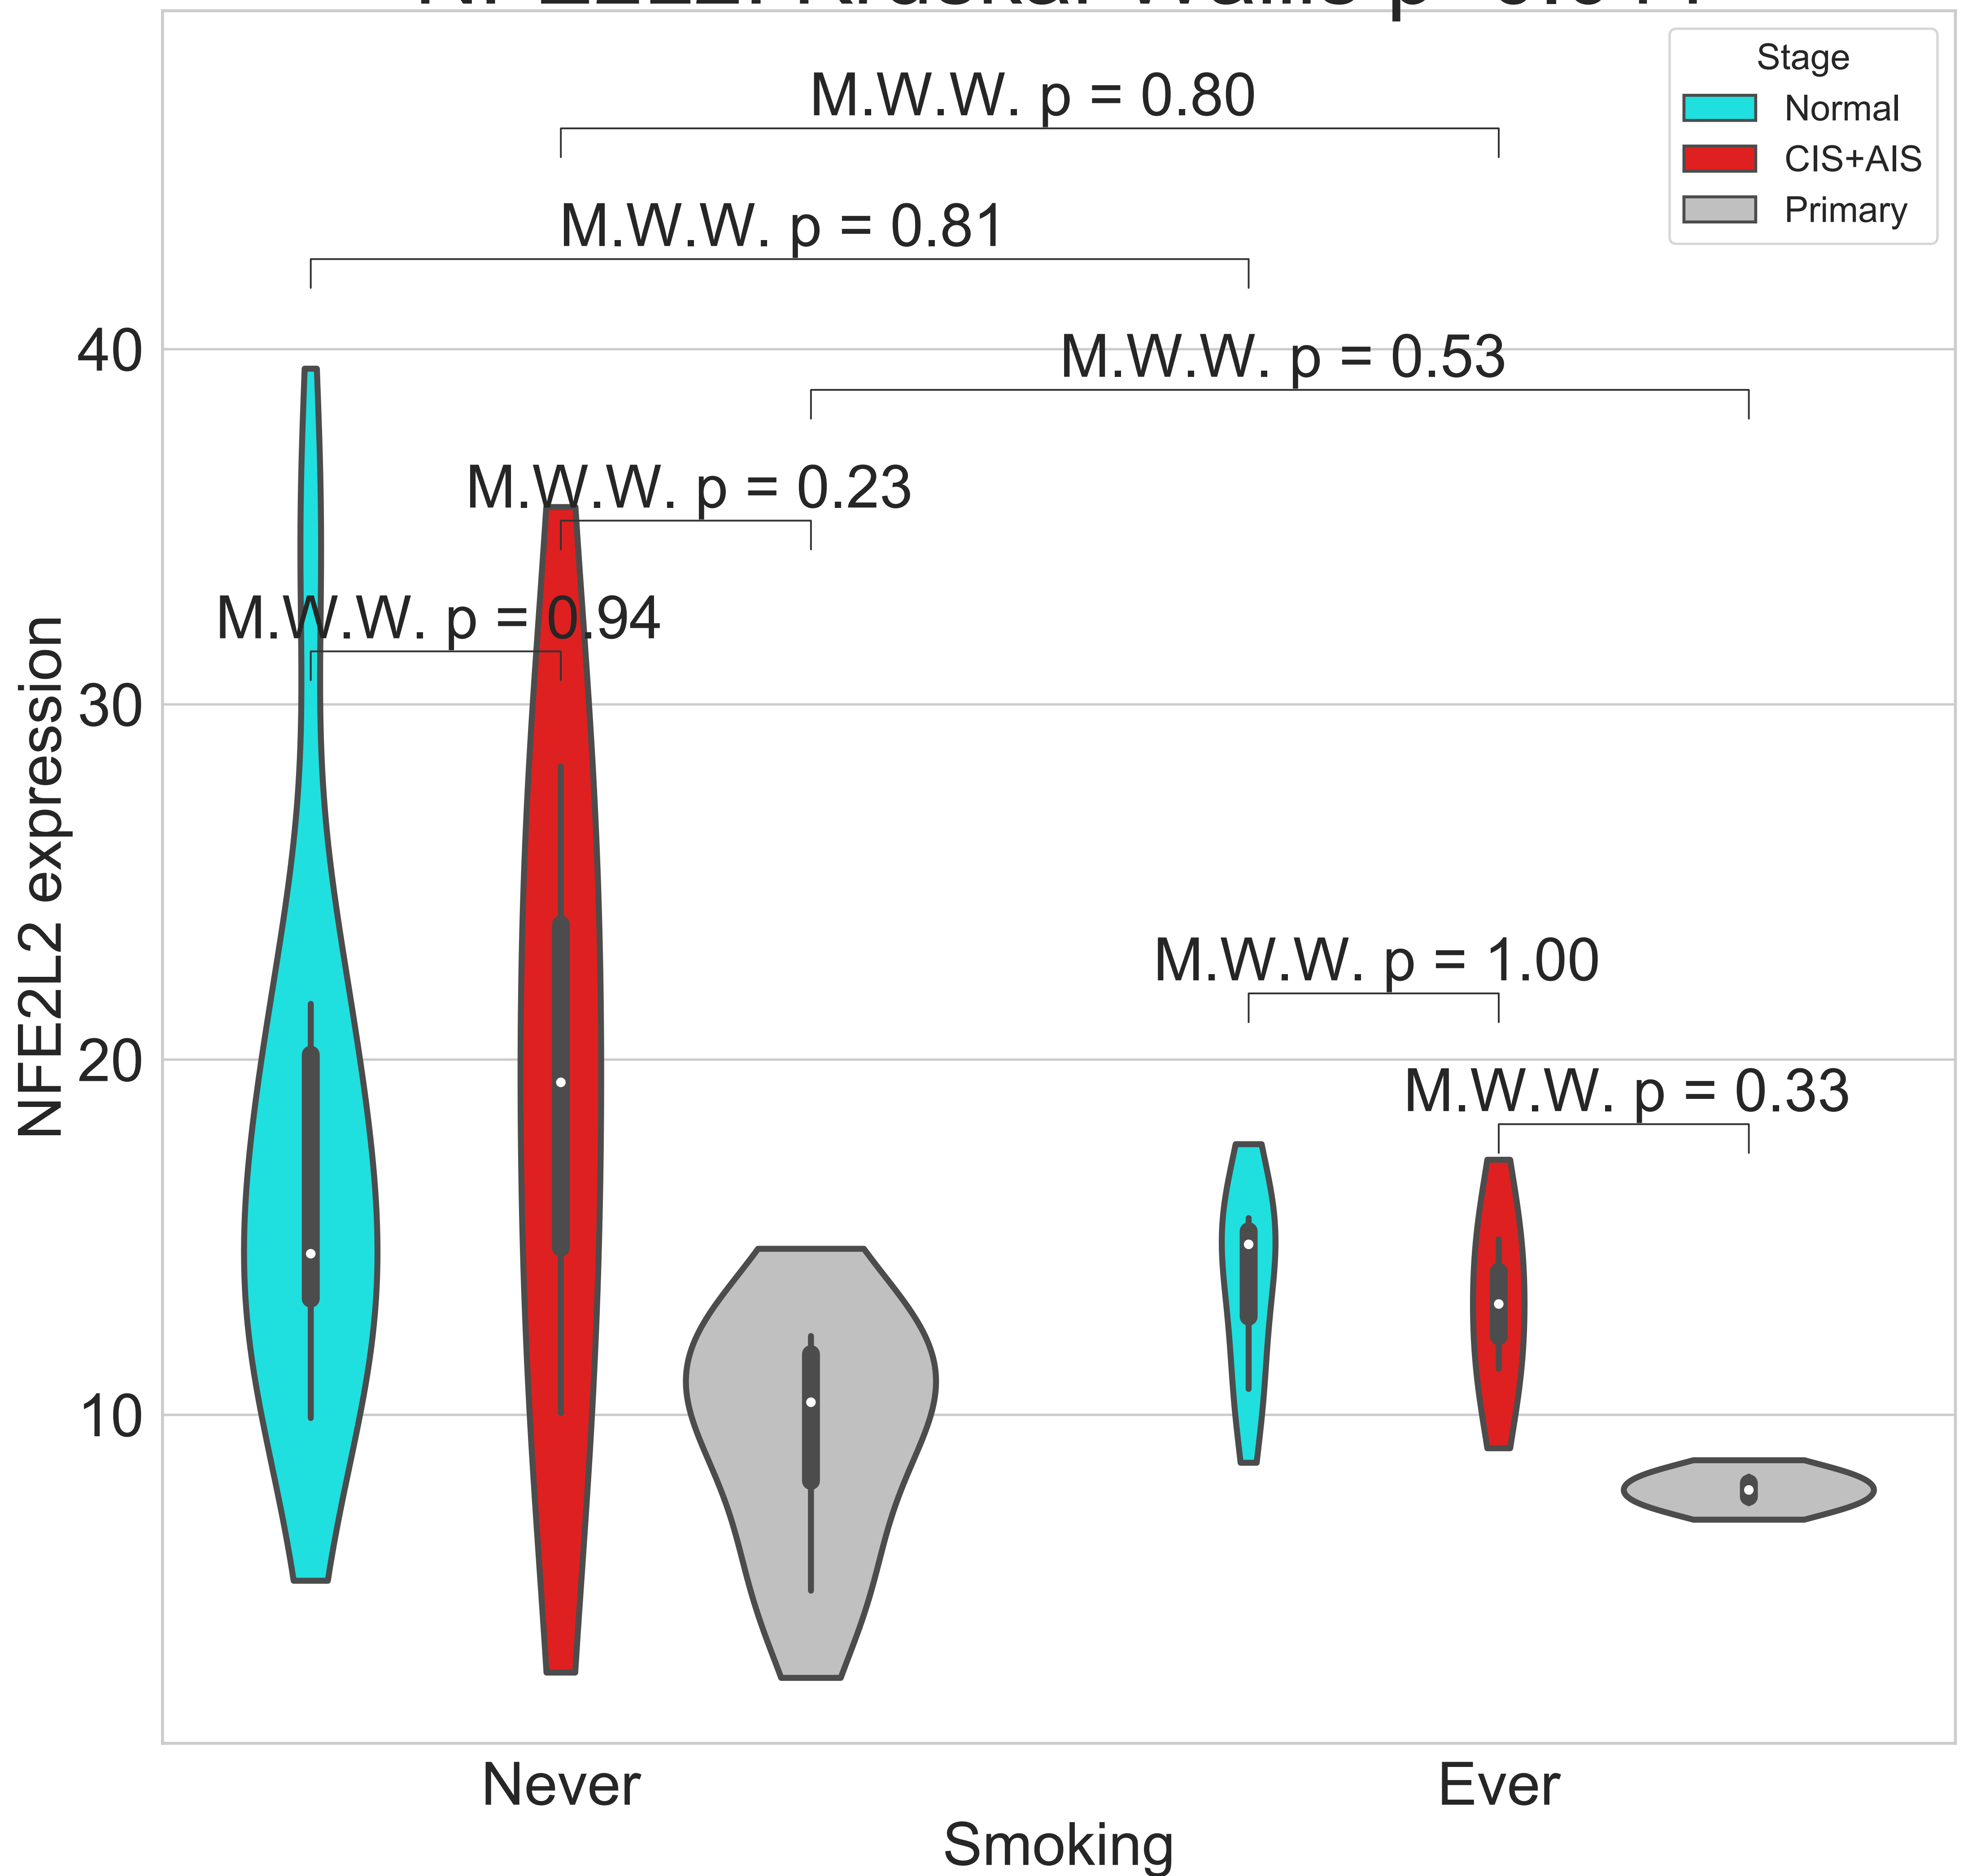 Stage
Normal
CIS+AIS
Primary
M.W.W. p = 0.80
M.W.W. p = 0.81
M.W.W. p = 0.53
M.W.W. p = 0.23
M.W.W. p = 0.94
M.W.W. p = 1.00
M.W.W. p = 0.33
40
30
20
10
NFE2L2 expression
Never
Ever
Smoking